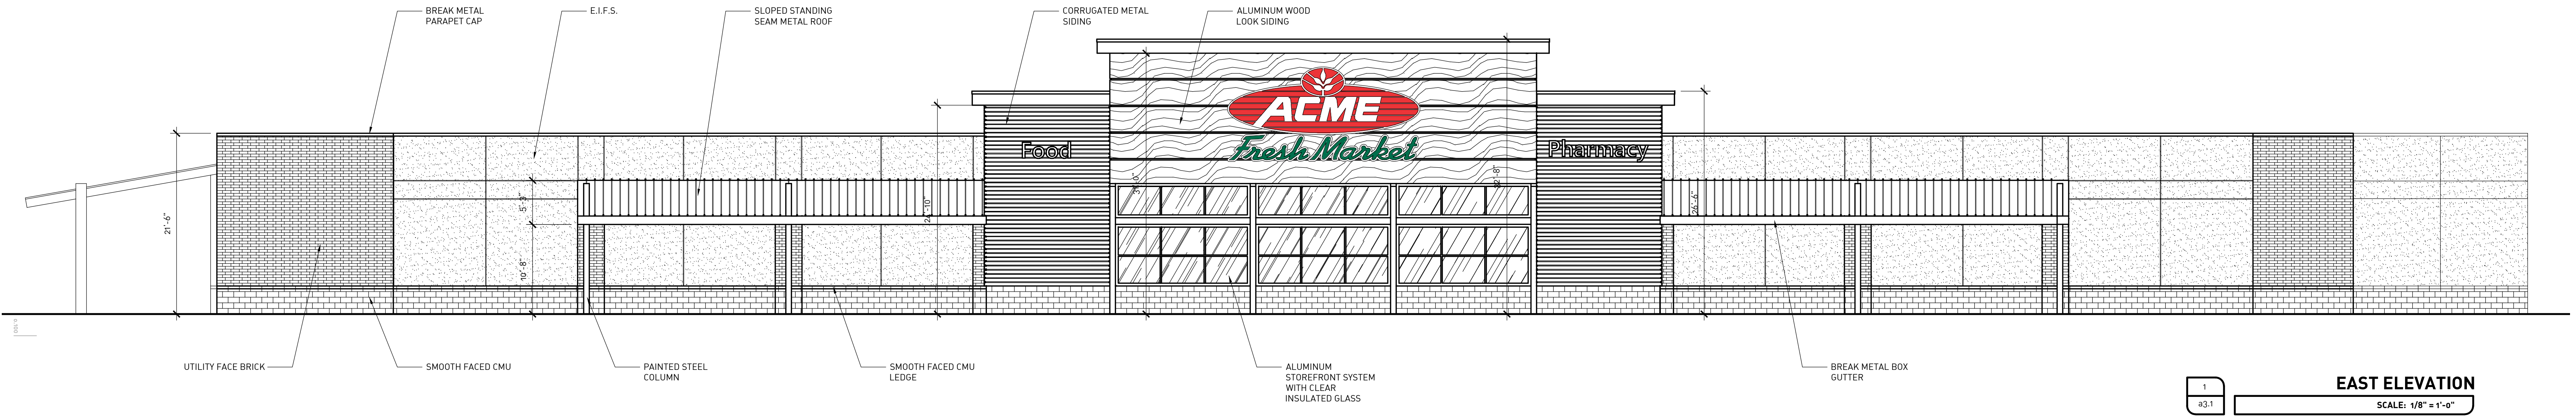 BREAK METAL
PARAPET CAP
E.I.F.S.
SLOPED STANDING
SEAM METAL ROOF
CORRUGATED METAL
SIDING
ALUMINUM WOOD
LOOK SIDING
ACME
Fresh Market
Food
Pharmacy
21'-6"
5'-3"
10'-8"
26'-6"
UTILITY FACE BRICK
SMOOTH FACED CMU
PAINTED STEEL
COLUMN
SMOOTH FACED CMU
LEDGE
ALUMINUM
STOREFRONT SYSTEM
WITH CLEAR
INSULATED GLASS
BREAK METAL BOX
GUTTER
1
a3.1
EAST ELEVATION
SCALE: 1/8" = 1'-0"